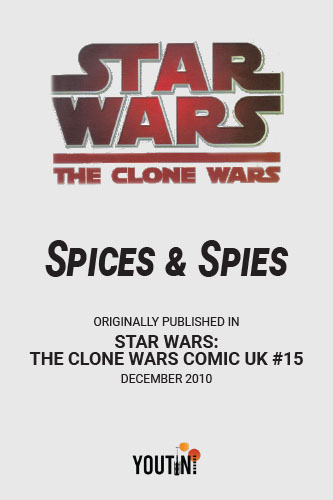 STAR
WARS
THE CLONE WARS
SPICES & SPIES
ORIGINALLY PUBLISHED IN
STAR WARS:
THE CLONE WARS COMIC UK #15
DECEMBER 2010
YOUTINI